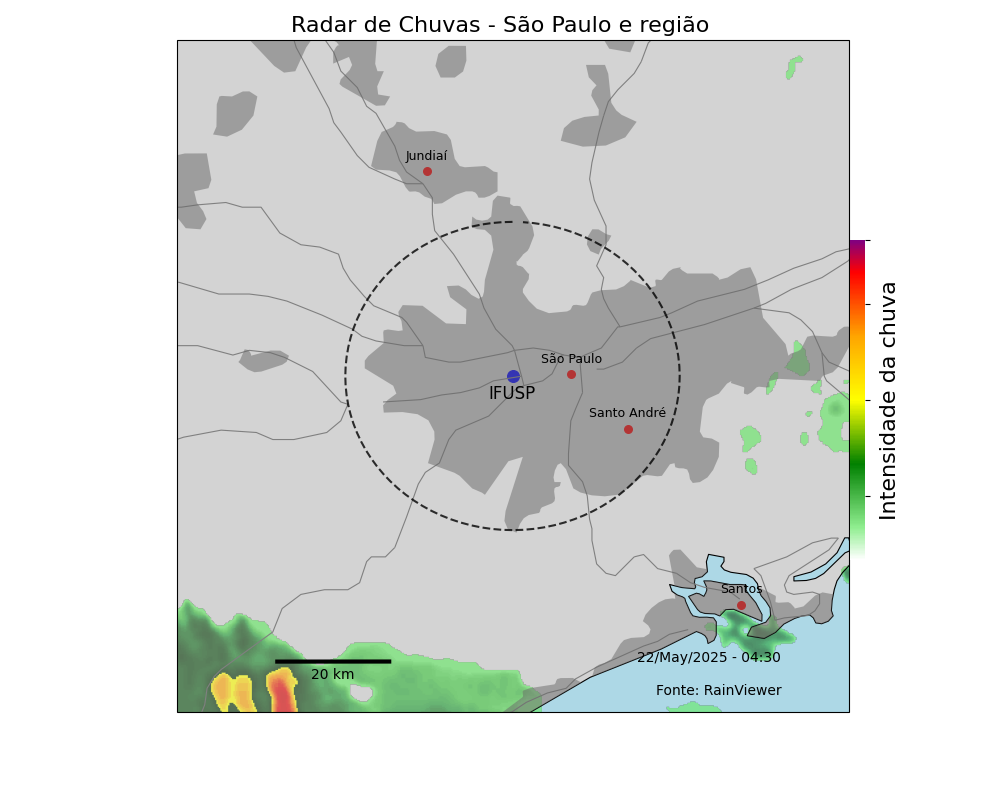 Radar de Chuvas - São Paulo e região
Jundiaí
São Paulo
IFUSP
Santo André
Intensidade da chuva
Santos
22/May/2025 - 04:30
20 km
Fonte: RainViewer